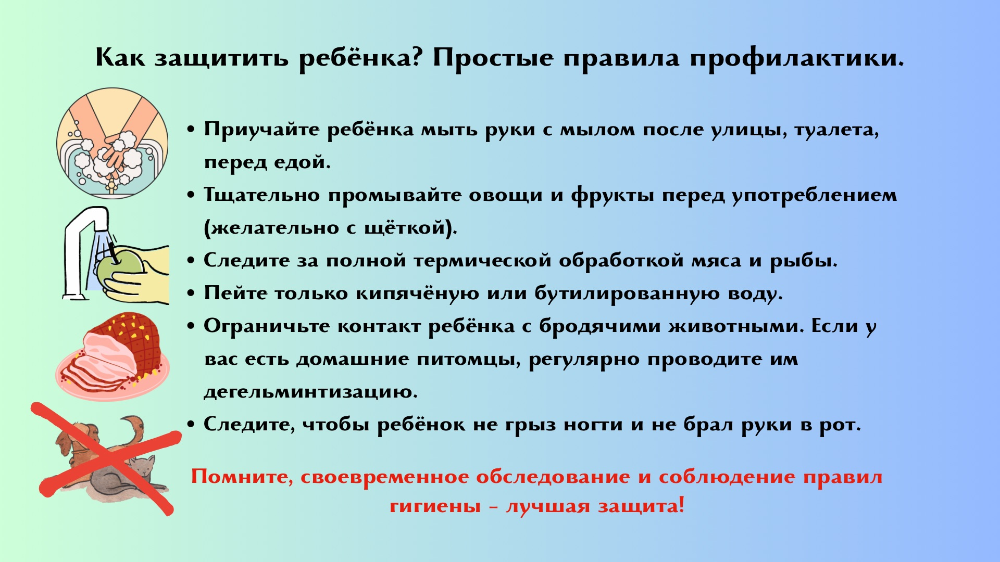 Как защитить ребёнка? Простые правила профилактики.
• Приучайте ребёнка мыть руки с мылом после улицы, туалета,
перед едой.
• Тщательно промывайте овощи и фрукты перед употреблением
(желательно с щёткой).
• Следите за полной термической обработкой мяса и рыбы.
• Пейте только кипячёную или бутилированную воду.
• Ограничьте контакт ребёнка с бродячими животными. Если у
вас есть домашние питомцы, регулярно проводите им
дегельминтизацию.
• Следите, чтобы ребёнок не грыз ногти и не брал руки в рот.
Помните, своевременное обследование и соблюдение правил
гигиены – лучшая защита!